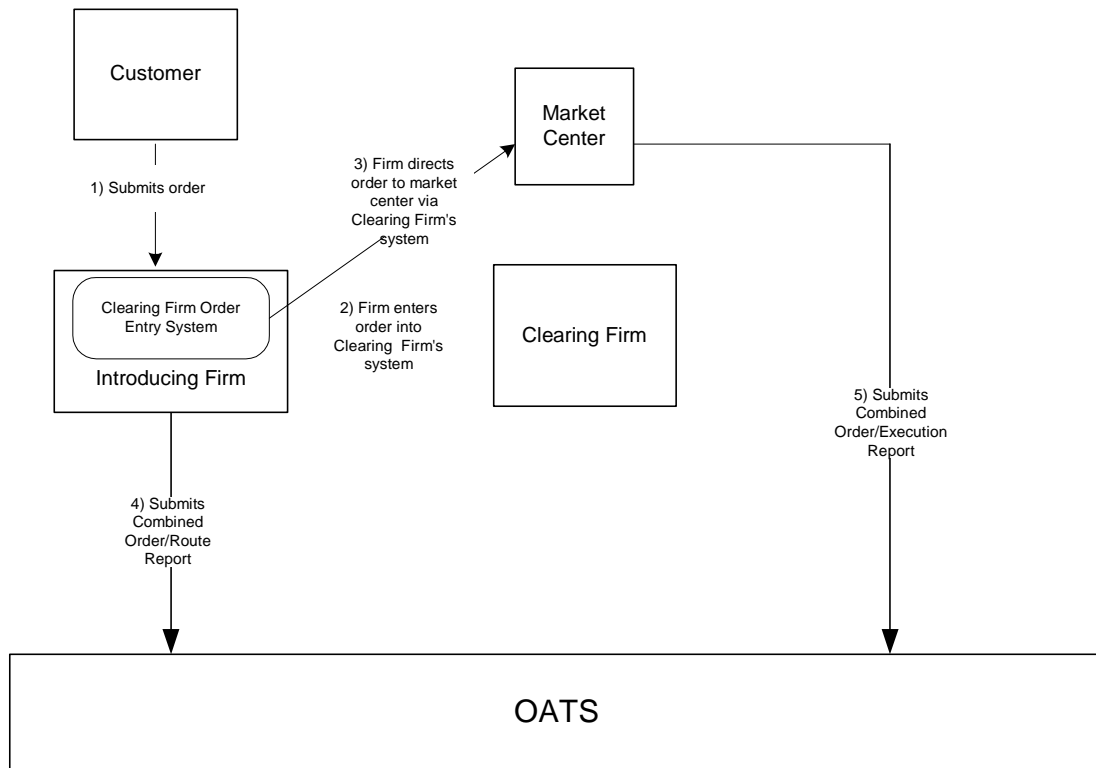 Customer
Market
Center
1) Submits order
3) Firm directs
order to market
center via
Clearing Firm's
system
Clearing Firm Order
Entry System
Introducing Firm
2) Firm enters
order into
Clearing Firm's
system
Clearing Firm
4) Submits
Combined
Order/Route
Report
5) Submits
Combined
Order/Execution
Report
OATS